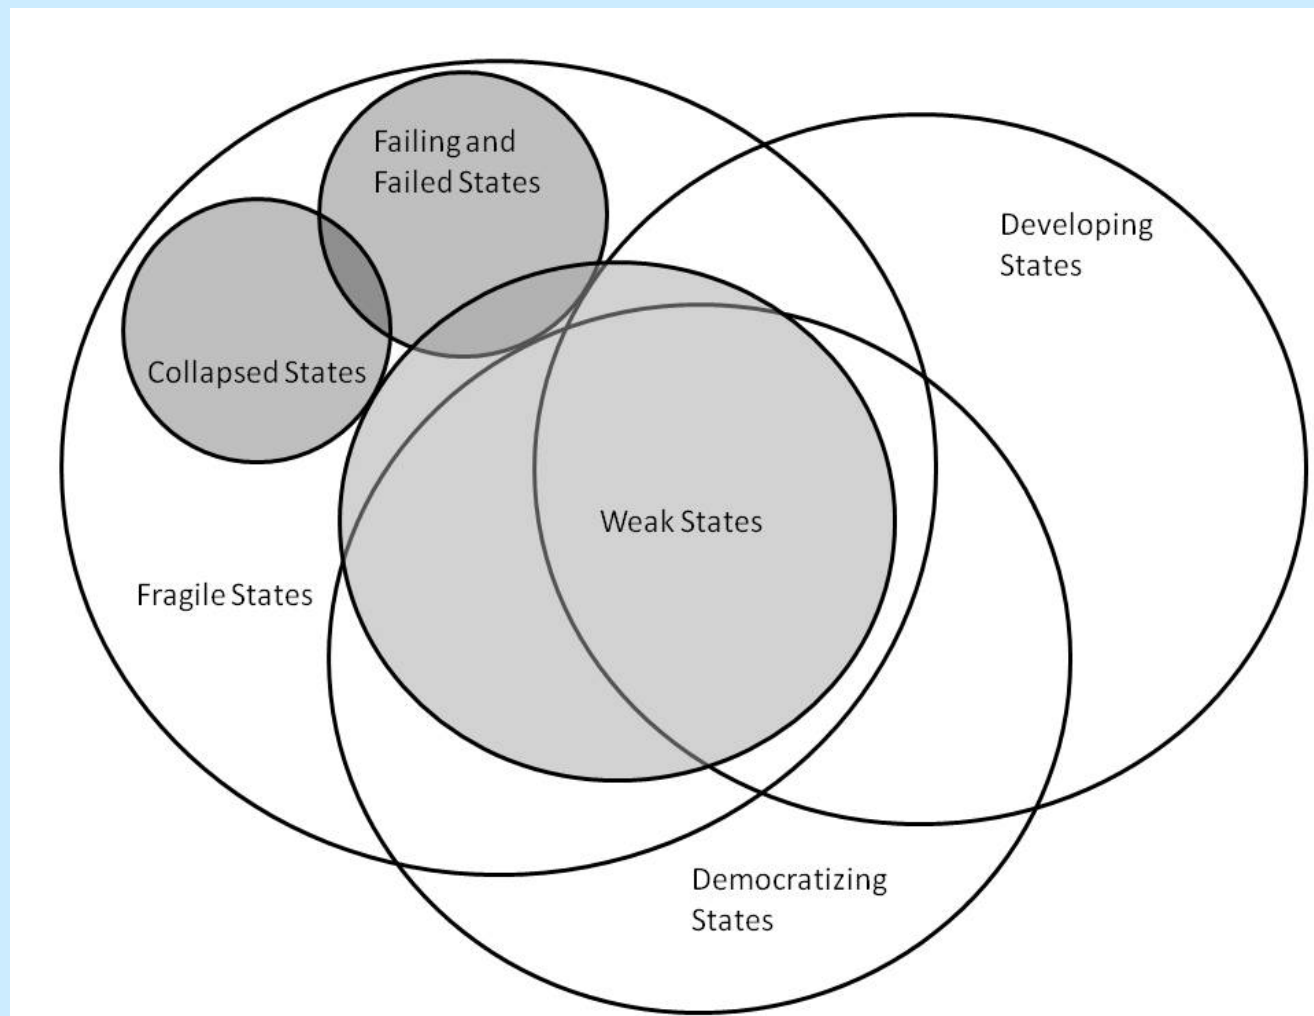 Failing and
Failed States
Developing
States
Collapsed States
Weak States
Fragile States
Democratizing
States